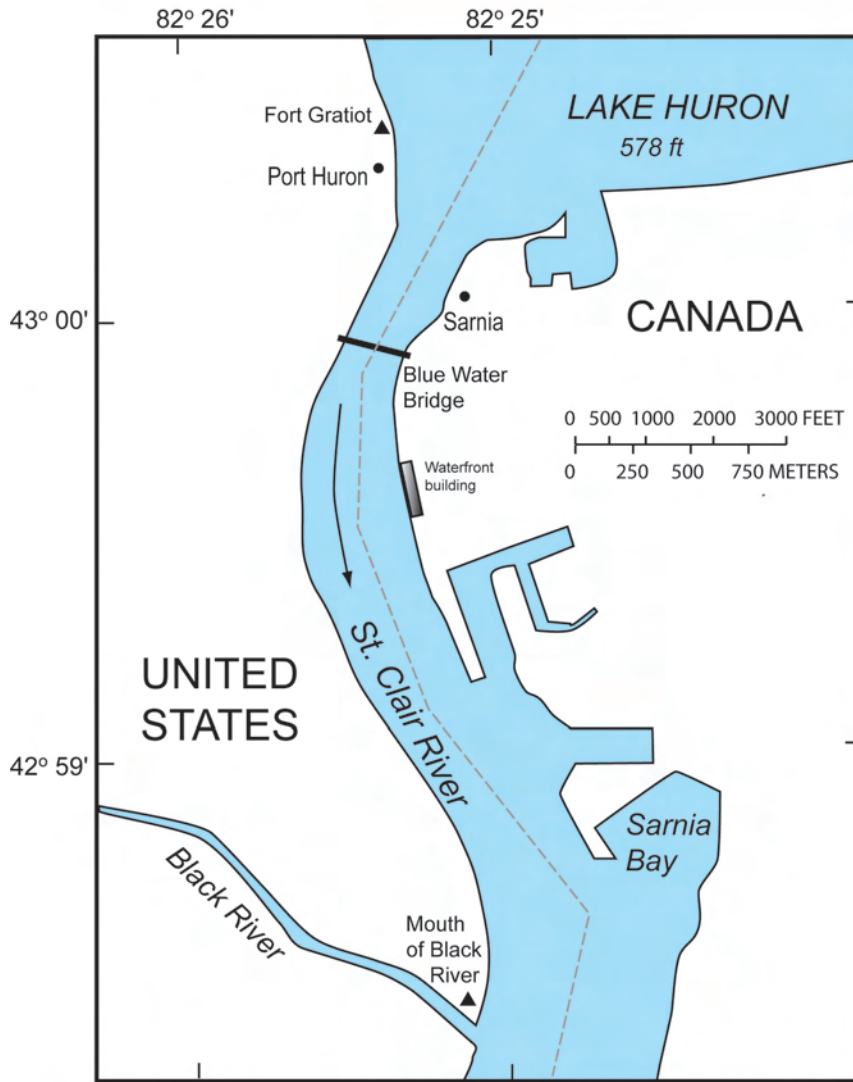 82° 26'
82° 25'
Fort Gratiot
LAKE HURON
578 ft
Port Huron
43° 00'
Sarnia
CANADA
Blue Water
Bridge
0 500 1000 2000 3000 FEET
0 250 500 750 METERS
Waterfront
building
St. Clair River
UNITED
STATES
42° 59'
Sarnia
Bay
Black River
Mouth
of Black
River